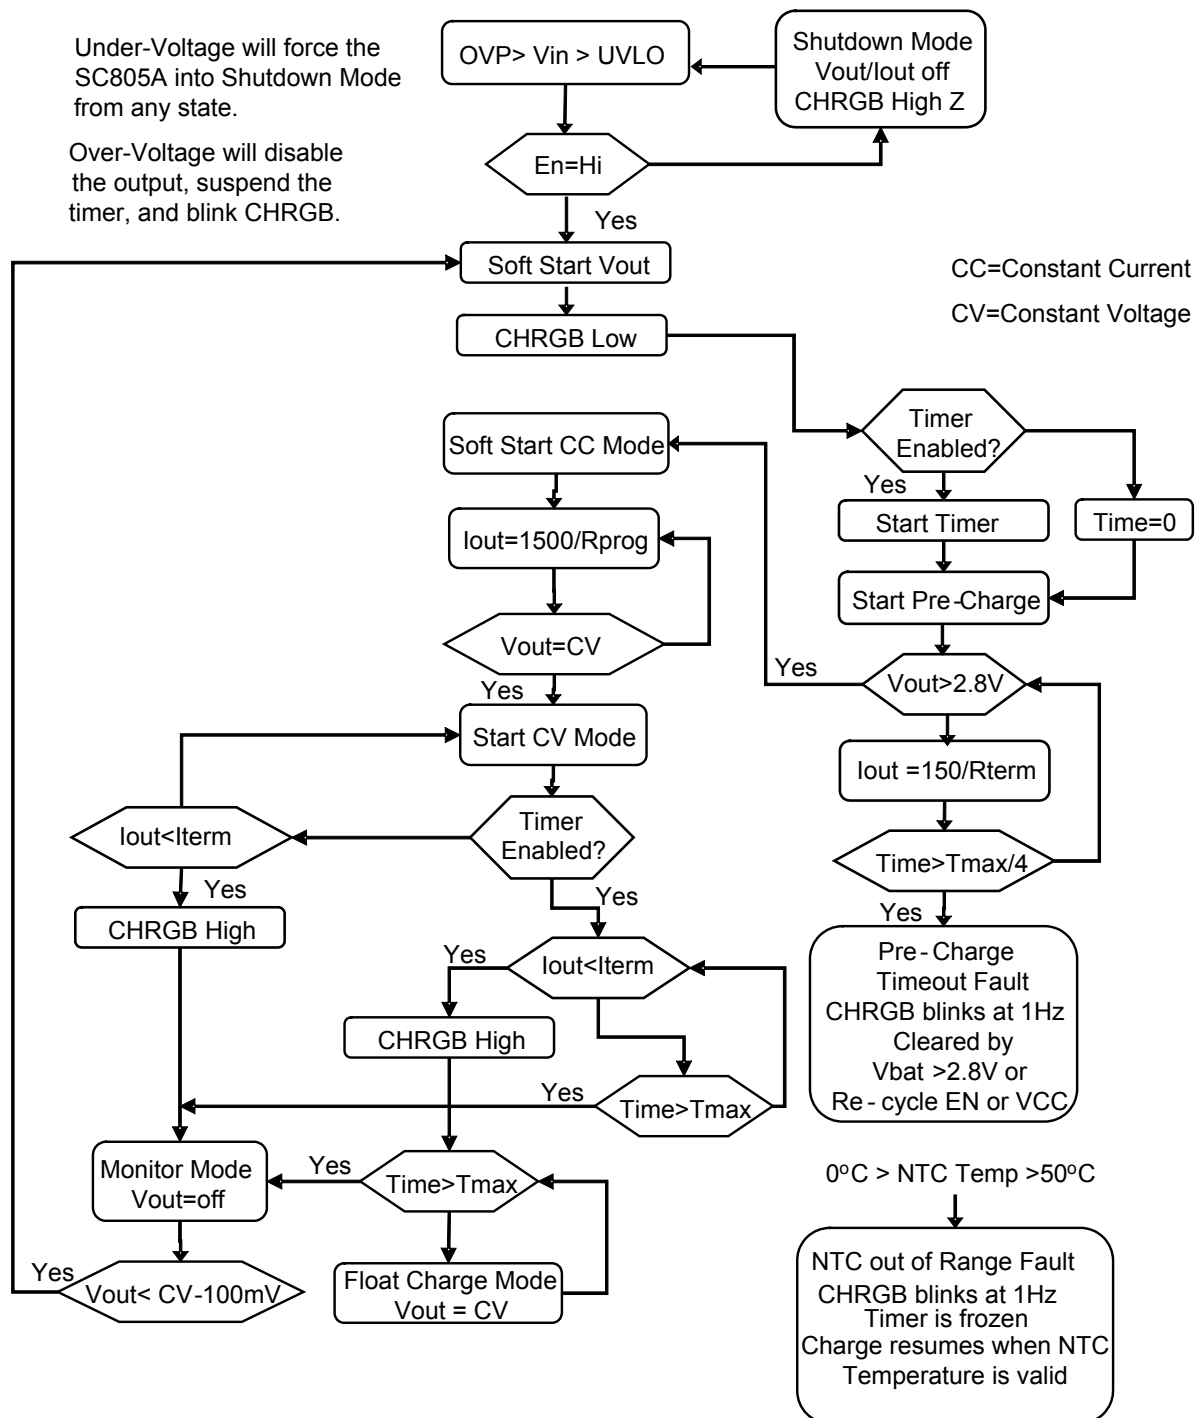 Under-Voltage will force the
SC805A into Shutdown Mode
from any state.
Over-Voltage will disable
the output, suspend the
timer, and blink CHRGB.
OVP> Vin > UVLO
Shutdown Mode
Vout/Iout off
CHRGB High Z
En=Hi
Yes
Soft Start Vout
CC=Constant Current
CV=Constant Voltage
CHRGB Low
Timer
Enabled?
Yes
Start Timer
Time=0
Start Pre-Charge
Soft Start CC Mode
Iout=1500/Rprog
Vout=CV
Yes
Yes
Vout>2.8V
Start CV Mode
Iout =150/Rterm
Iout<Iterm
Timer
Enabled?
Time>Tmax/4
Yes
Yes
Yes
CHRGB High
Yes
Iout<Iterm
Pre-Charge
Timeout Fault
CHRGB blinks at 1Hz
Cleared by
Vbat >2.8V or
Re-cycle EN or VCC
CHRGB High
Yes
Time>Tmax
Monitor Mode
Vout=off
Yes
Time>Tmax
0ºC > NTC Temp >50ºC
Yes
Vout< CV-100mV
Float Charge Mode
Vout = CV
NTC out of Range Fault
CHRGB blinks at 1Hz
Timer is frozen
Charge resumes when NTC
Temperature is valid